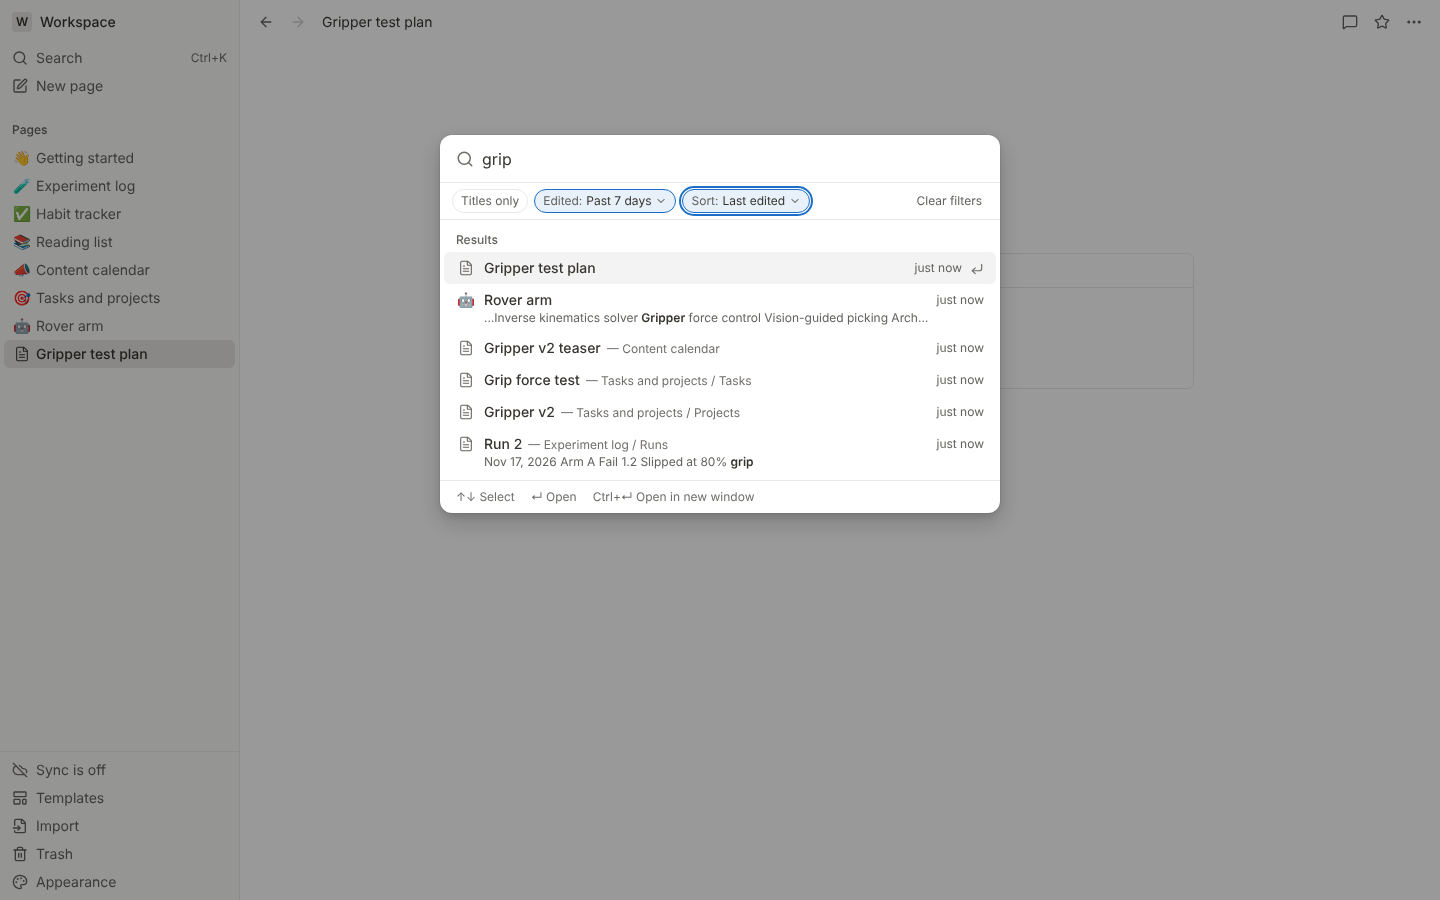 W Workspace
Search Ctrl+K
New page
Pages
Getting started
Experiment log
Habit tracker
Reading list
Content calendar
Tasks and projects
Rover arm
Gripper test plan
Sync is off
Templates
Import
Trash
Appearance
Gripper test plan
grip
Titles only Edited: Past 7 days Sort: Last edited Clear filters
Results
Gripper test plan just now
Rover arm just now
...Inverse kinematics solver Gripper force control Vision-guided picking Arch...
Gripper v2 teaser — Content calendar just now
Grip force test — Tasks and projects / Tasks just now
Gripper v2 — Tasks and projects / Projects just now
Run 2 — Experiment log / Runs just now
Nov 17, 2026 Arm A Fail 1.2 Slipped at 80% grip
↑↓ Select ↵ Open Ctrl+↵ Open in new window